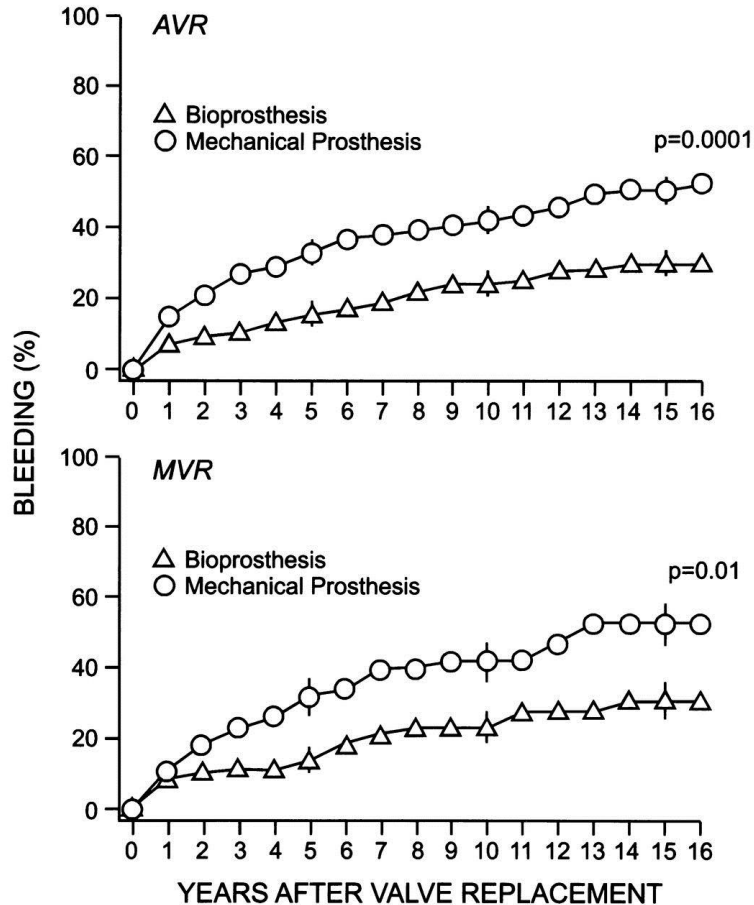 100
AVR
80
Bioprosthesis
Mechanical Prosthesis
p=0.0001
60
40
20
0
0 1 2 3 4 5 6 7 8 9 10 11 12 13 14 15 16
BLEEDING (%)
100
MVR
80
Bioprosthesis
Mechanical Prosthesis
p=0.01
60
40
20
0
0 1 2 3 4 5 6 7 8 9 10 11 12 13 14 15 16
YEARS AFTER VALVE REPLACEMENT